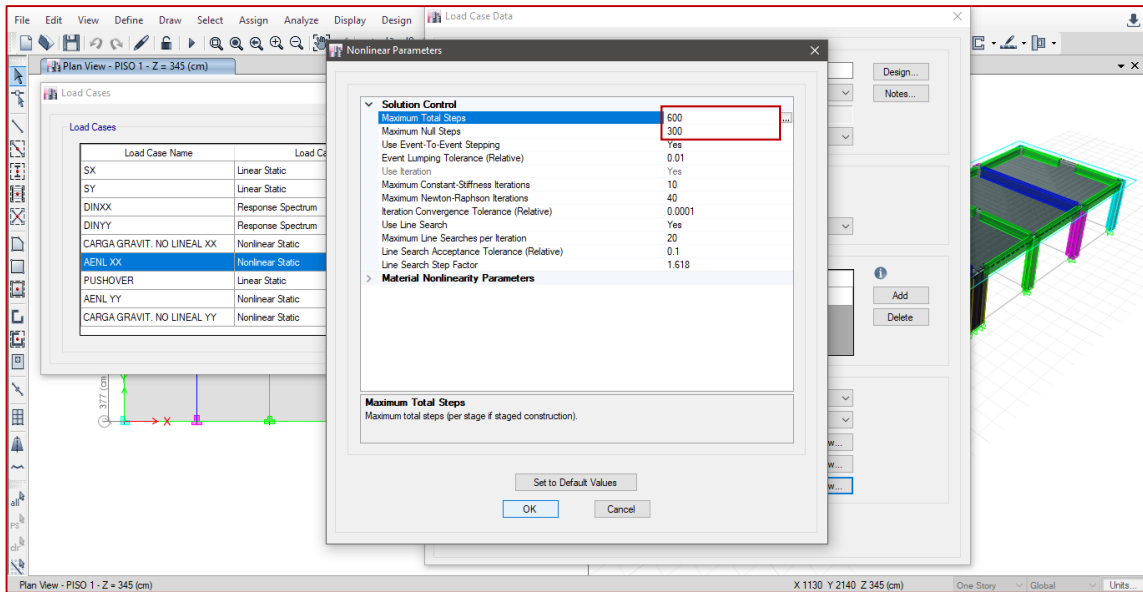 File Edit View Define Draw Select Assign Analyze Display Design
Load Case Data
Nonlinear Parameters
Plan View - PISO 1 - Z = 345 (cm)
Design...
Notes...
Load Cases
Load Cases
Load Case Name Load Ca
SX Linear Static
SY Linear Static
DINXX Response Spectrum
DINYY Response Spectrum
CARGA GRAVIT. NO LINEAL XX Nonlinear Static
AENL XX Nonlinear Static
PUSHOVER Linear Static
AENL YY Nonlinear Static
CARGA GRAVIT. NO LINEAL YY Nonlinear Static
Solution Control
Maximum Total Steps 600 ...
Maximum Null Steps 300
Use Event-To-Event Stepping Yes
Event Lumping Tolerance (Relative) 0.01
Use Iteration Yes
Maximum Constant-Stiffness Iterations 10
Maximum Newton-Raphson Iterations 40
Iteration Convergence Tolerance (Relative) 0.0001
Use Line Search Yes
Maximum Line Searches per Iteration 20
Line Search Acceptance Tolerance (Relative) 0.1
Line Search Step Factor 1.618
Material Nonlinearity Parameters
Add
Delete
Maximum Total Steps
Maximum total steps (per stage if staged construction).
w...
w...
w...
Set to Default Values
OK Cancel
377 (cm)
Y
X
all
PS
clr
Plan View - PISO 1 - Z = 345 (cm)
X 1130 Y 2140 Z 345 (cm)
One Story Global Units...